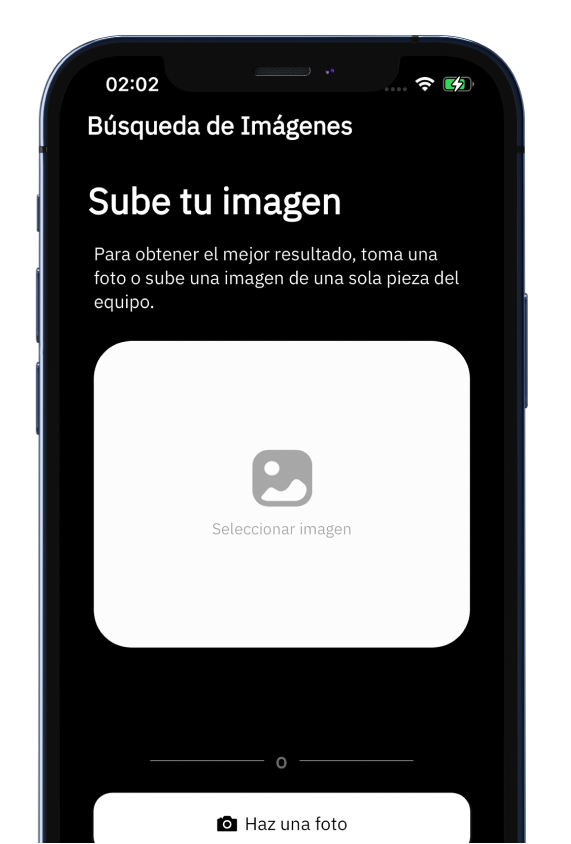 02:02
Búsqueda de Imágenes
Sube tu imagen
Para obtener el mejor resultado, toma una
foto o sube una imagen de una sola pieza del
equipo.
Seleccionar imagen
o
Haz una foto